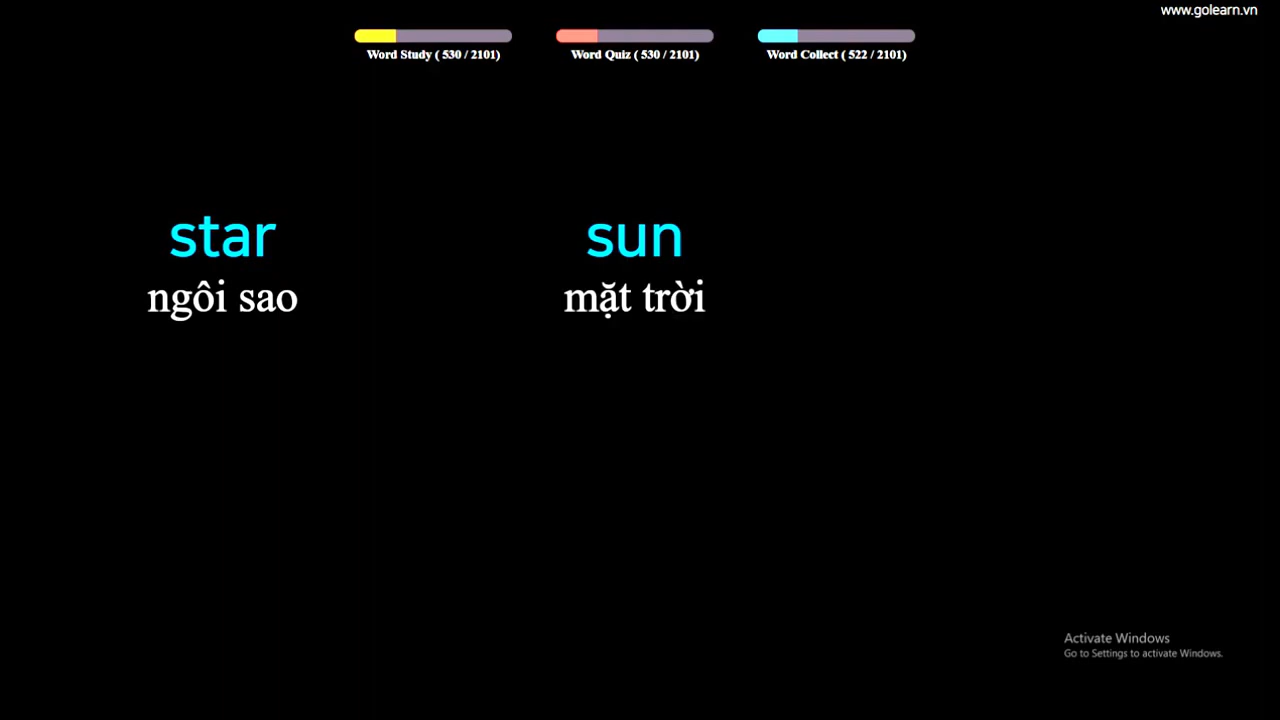 www.golearn.vn
Word Study ( 530 / 2101)
Word Quiz ( 530 / 2101)
Word Collect ( 522 / 2101)
star
ngôi sao
sun
mặt trời
Activate Windows
Go to Settings to activate Windows.